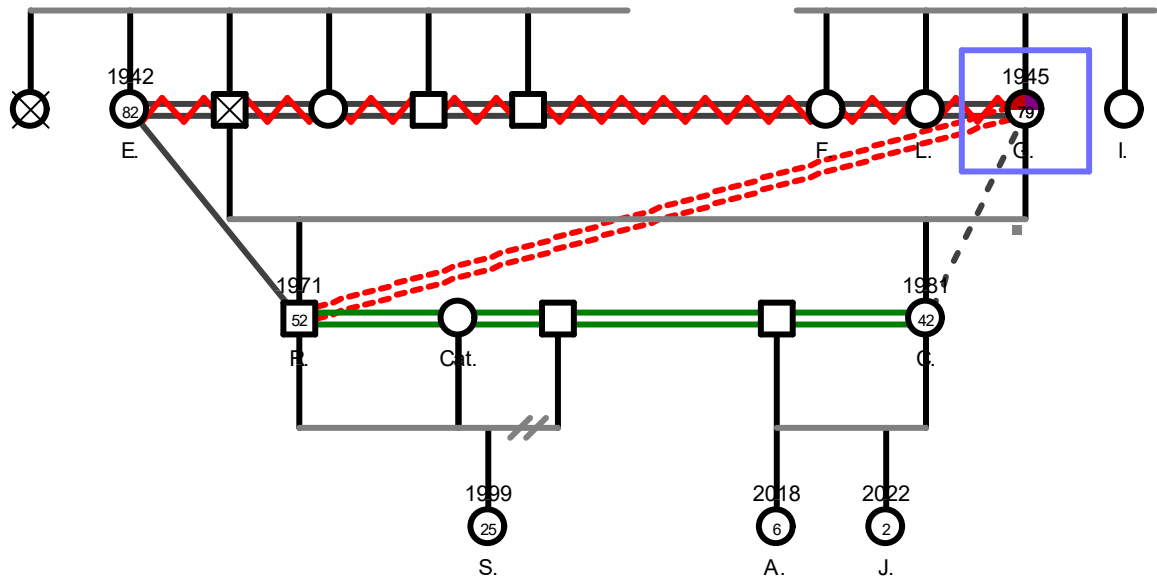 1942 1945
82 79
E. F. L. G. I.
1971 1981
52 42
R. Cat. C.
1999 2018 2022
25 6 2
S. A. J.